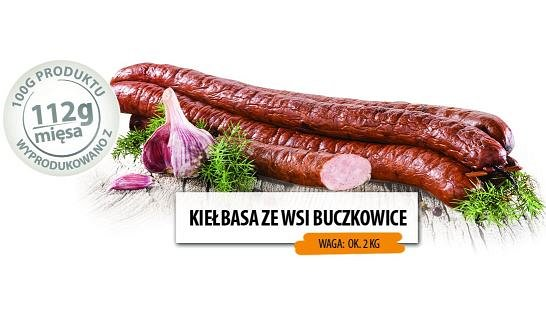 100G PRODUKTU
112g
mięsa
WYPRODUKOWANO Z
KIEŁBASA ZE WSI BUCZKOWICE
WAGA: OK. 2 KG